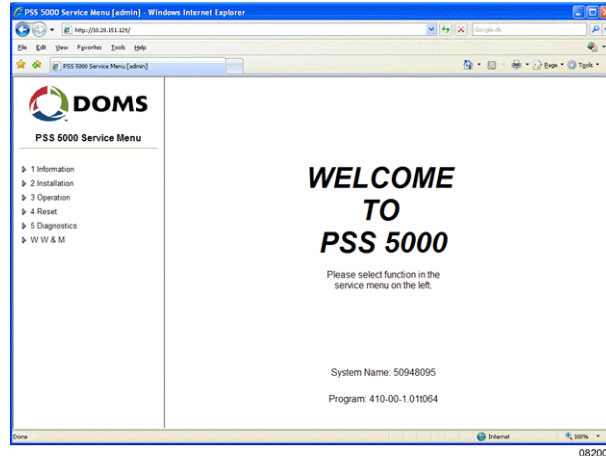 PSS 5000 Service Menu [admin] - Windows Internet Explorer
http://10.28.151.129/
Google dk
File Edit View Favorites Tools Help
PSS 5000 Service Menu [admin]
Page Tools
DOMS
PSS 5000 Service Menu
1 Information
2 Installation
3 Operation
4 Reset
5 Diagnostics
W W & M
WELCOME
TO
PSS 5000
Please select function in the
service menu on the left.
System Name: 50948095
Program: 410-00-1.01t064
Done
Internet
100%
08200